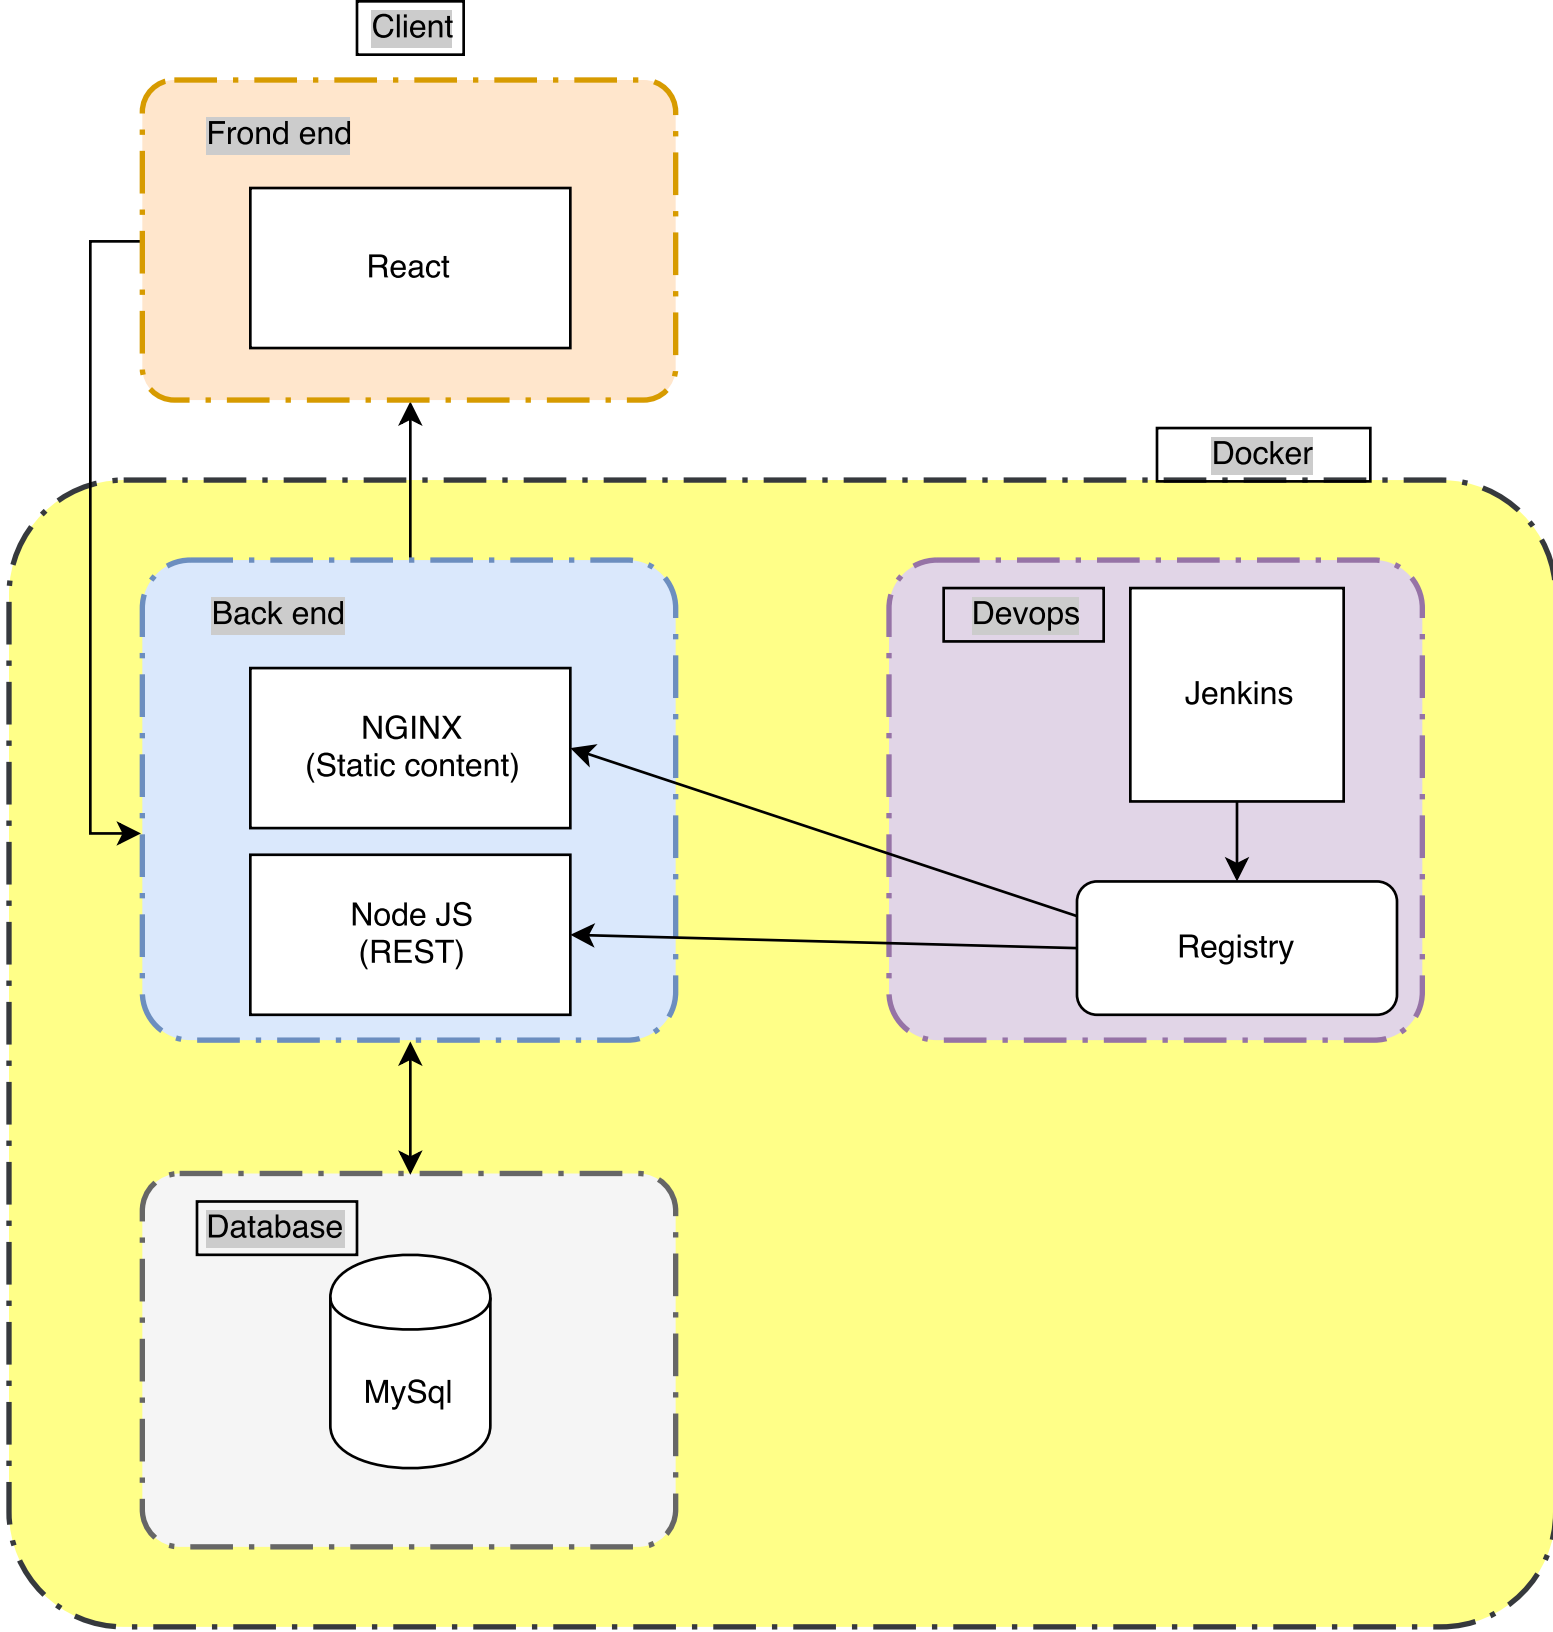 Client
Frond end
React
Docker
Back end
Devops
Jenkins
NGINX
(Static content)
Node JS
(REST)
Registry
Database
MySql